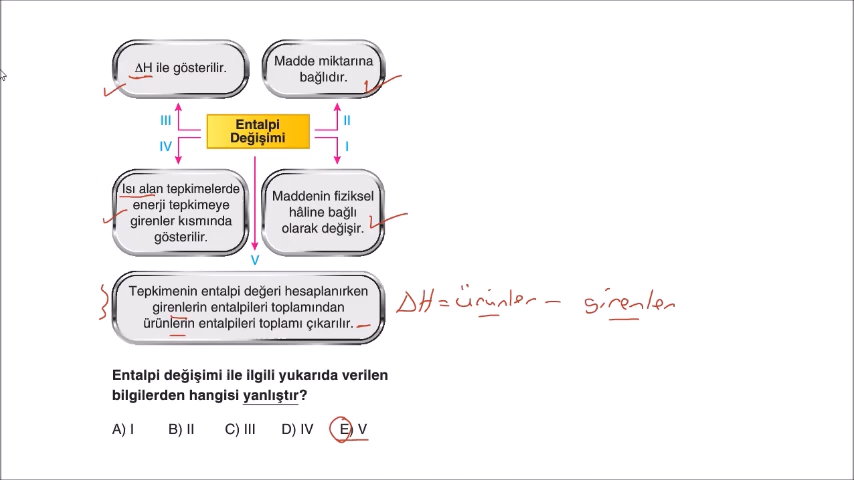 ΔH ile gösterilir.
Madde miktarına
bağlıdır.
III
II
Entalpi
Değişimi
IV
I
Isı alan tepkimelerde
enerji tepkimeye
girenler kısmında
gösterilir.
Maddenin fiziksel
hâline bağlı
olarak değişir.
V
Tepkimenin entalpi değeri hesaplanırken
girenlerin entalpileri toplamından
ürünlerin entalpileri toplamı çıkarılır.
ΔH = ürünler – girenler
Entalpi değişimi ile ilgili yukarıda verilen
bilgilerden hangisi yanlıştır?
A) I B) II C) III D) IV E) V